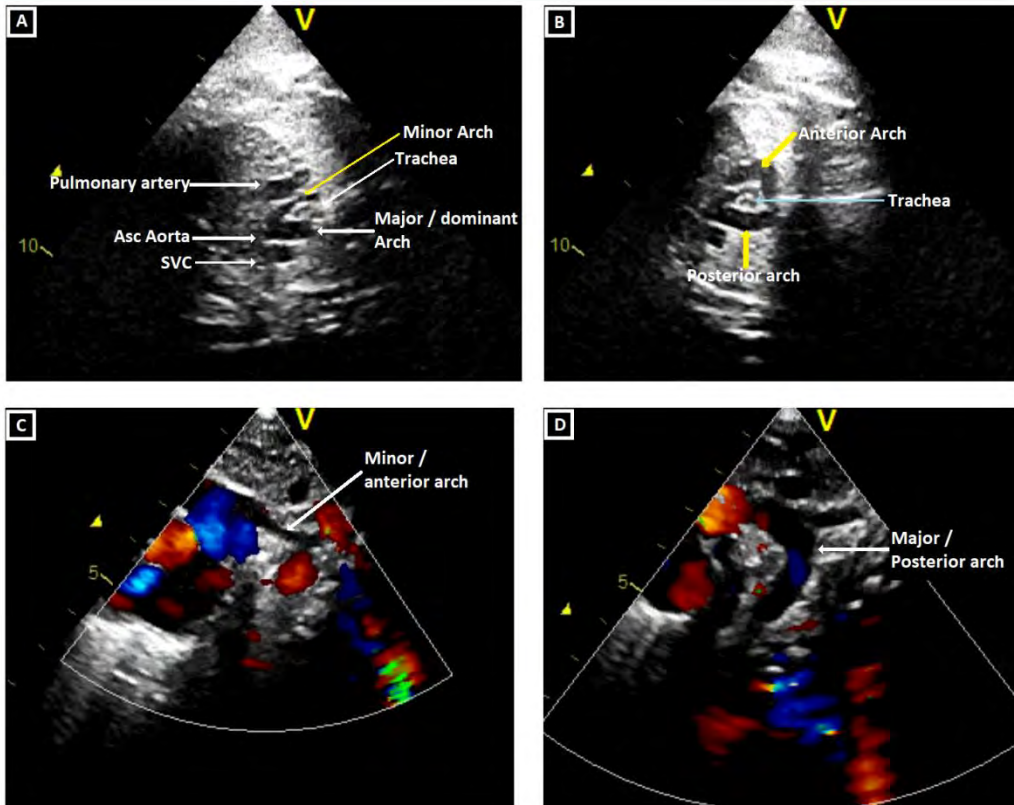 A
V
Minor Arch
Trachea
Pulmonary artery
Major / dominant
Arch
Asc Aorta
SVC
10
B
V
Anterior Arch
Trachea
Posterior arch
10
C
V
Minor /
anterior arch
5
D
V
Major /
Posterior arch
5